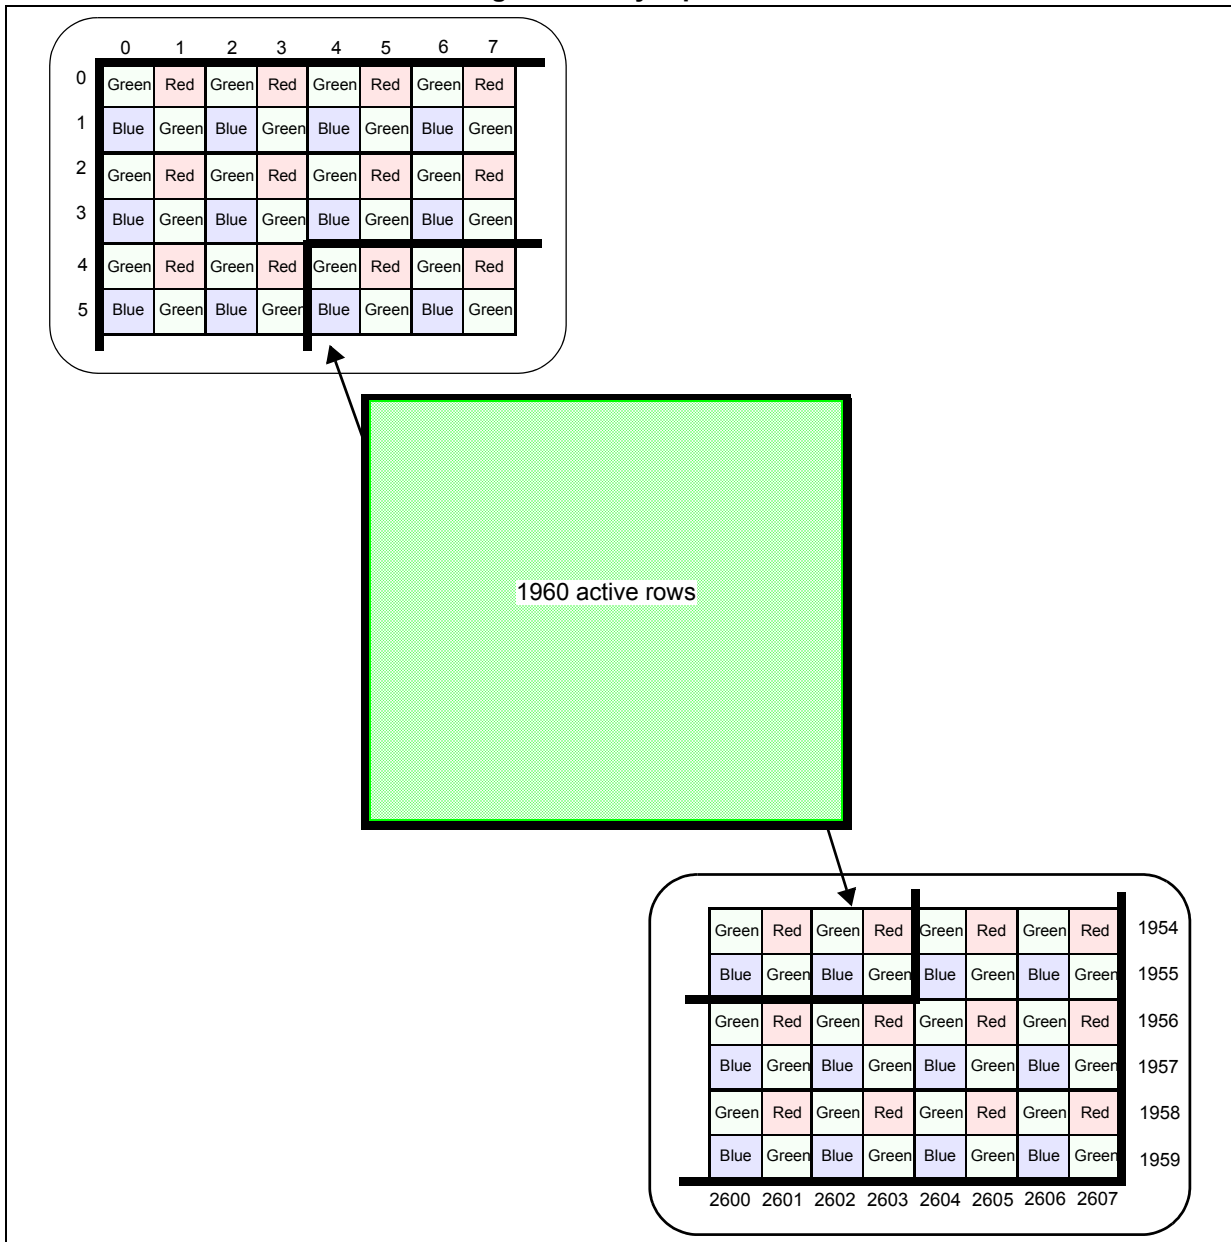 0 1 2 3 4 5 6 7
0 Green Red Green Red Green Red Green Red
1 Blue Green Blue Green Blue Green Blue Green
2 Green Red Green Red Green Red Green Red
3 Blue Green Blue Green Blue Green Blue Green
4 Green Red Green Red Green Red Green Red
5 Blue Green Blue Green Blue Green Blue Green
1960 active rows
Green Red Green Red Green Red Green Red 1954
Blue Green Blue Green Blue Green Blue Green 1955
Green Red Green Red Green Red Green Red 1956
Blue Green Blue Green Blue Green Blue Green 1957
Green Red Green Red Green Red Green Red 1958
Blue Green Blue Green Blue Green Blue Green 1959
2600 2601 2602 2603 2604 2605 2606 2607